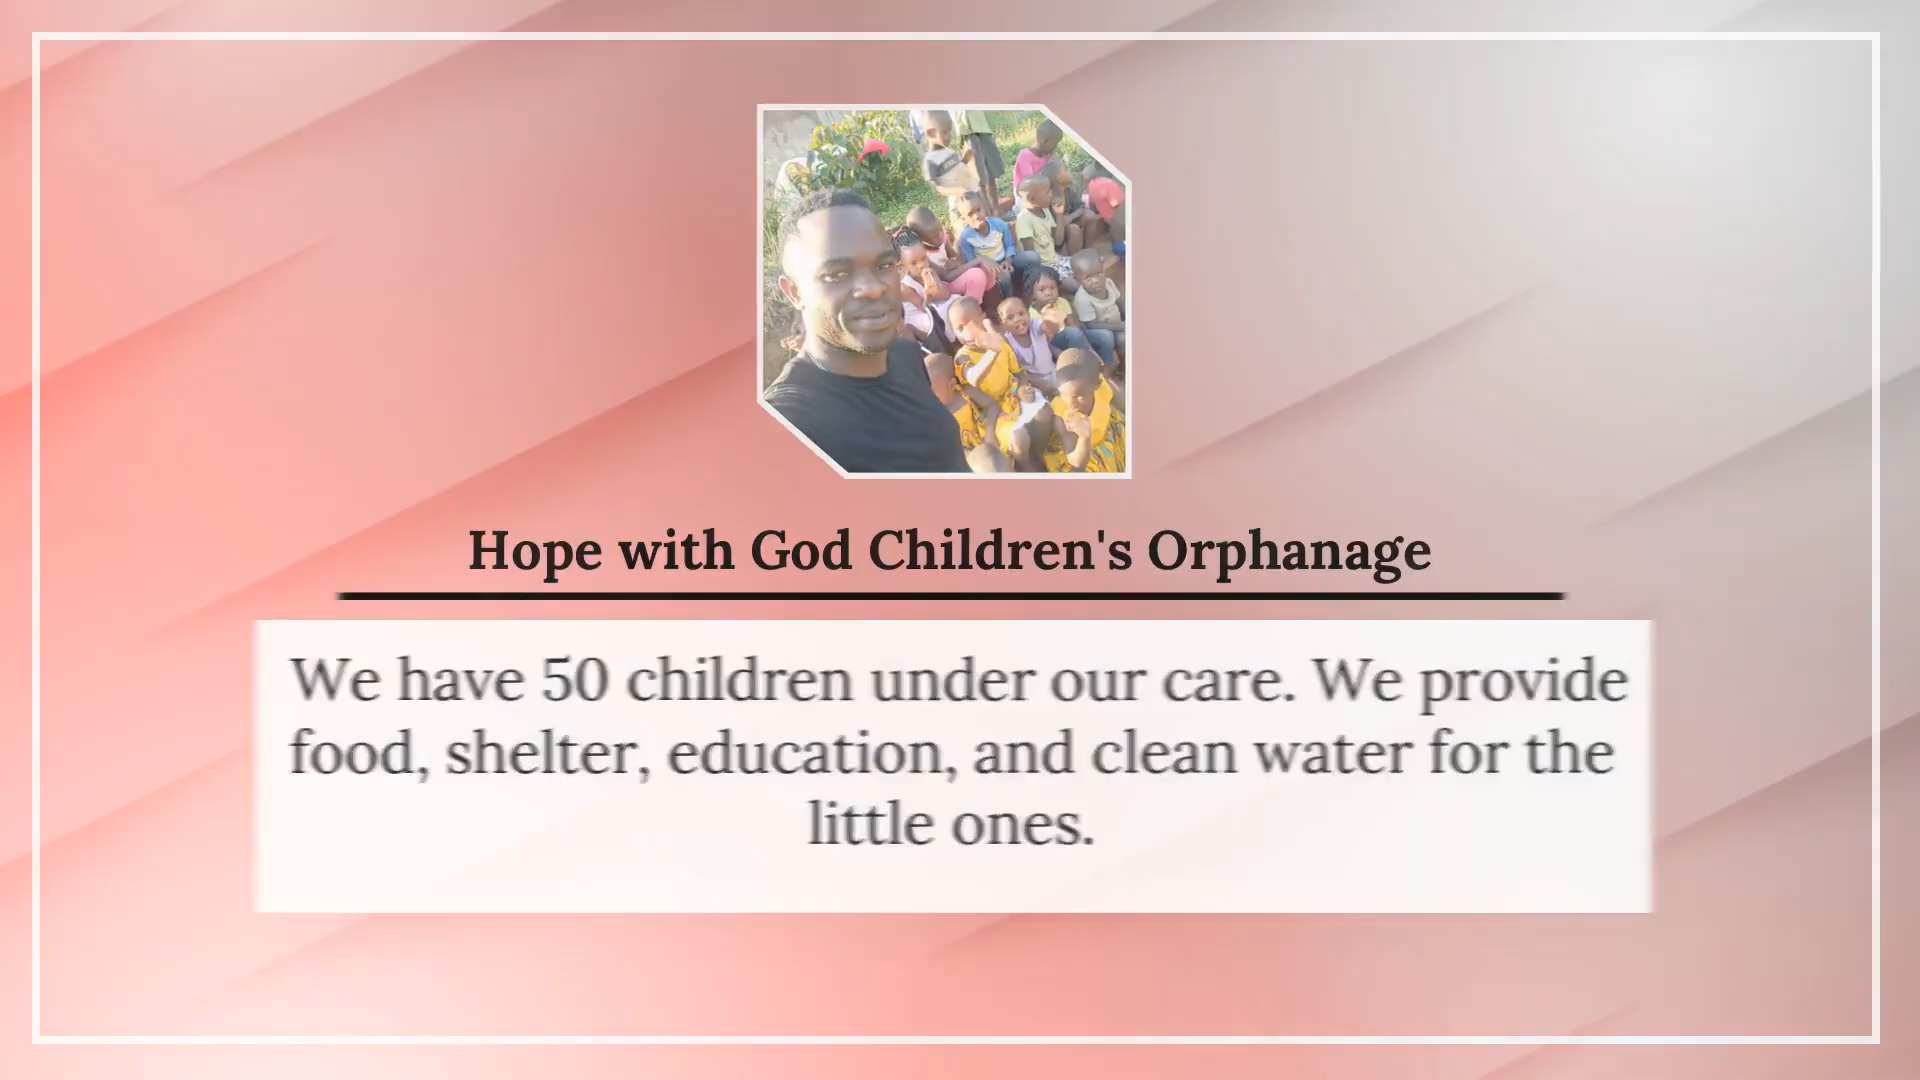 Hope with God Children's Orphanage
We have 50 children under our care. We provide
food, shelter, education, and clean water for the
little ones.